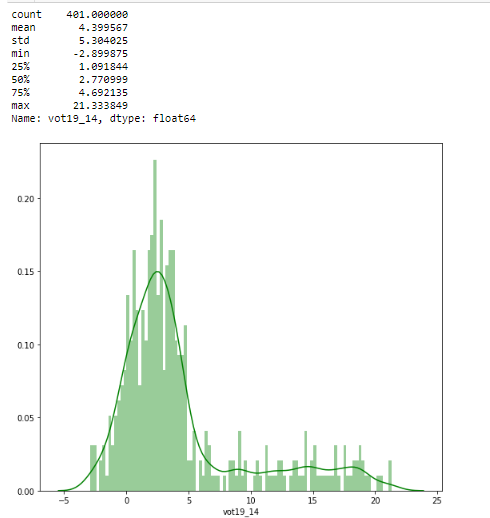 count 401.000000
mean 4.399567
std 5.304025
min -2.899875
25% 1.091844
50% 2.770999
75% 4.692135
max 21.333849
Name: vot19_14, dtype: float64
0.20
0.15
0.10
0.05
0.00
−5 0 5 10 15 20 25
vot19_14